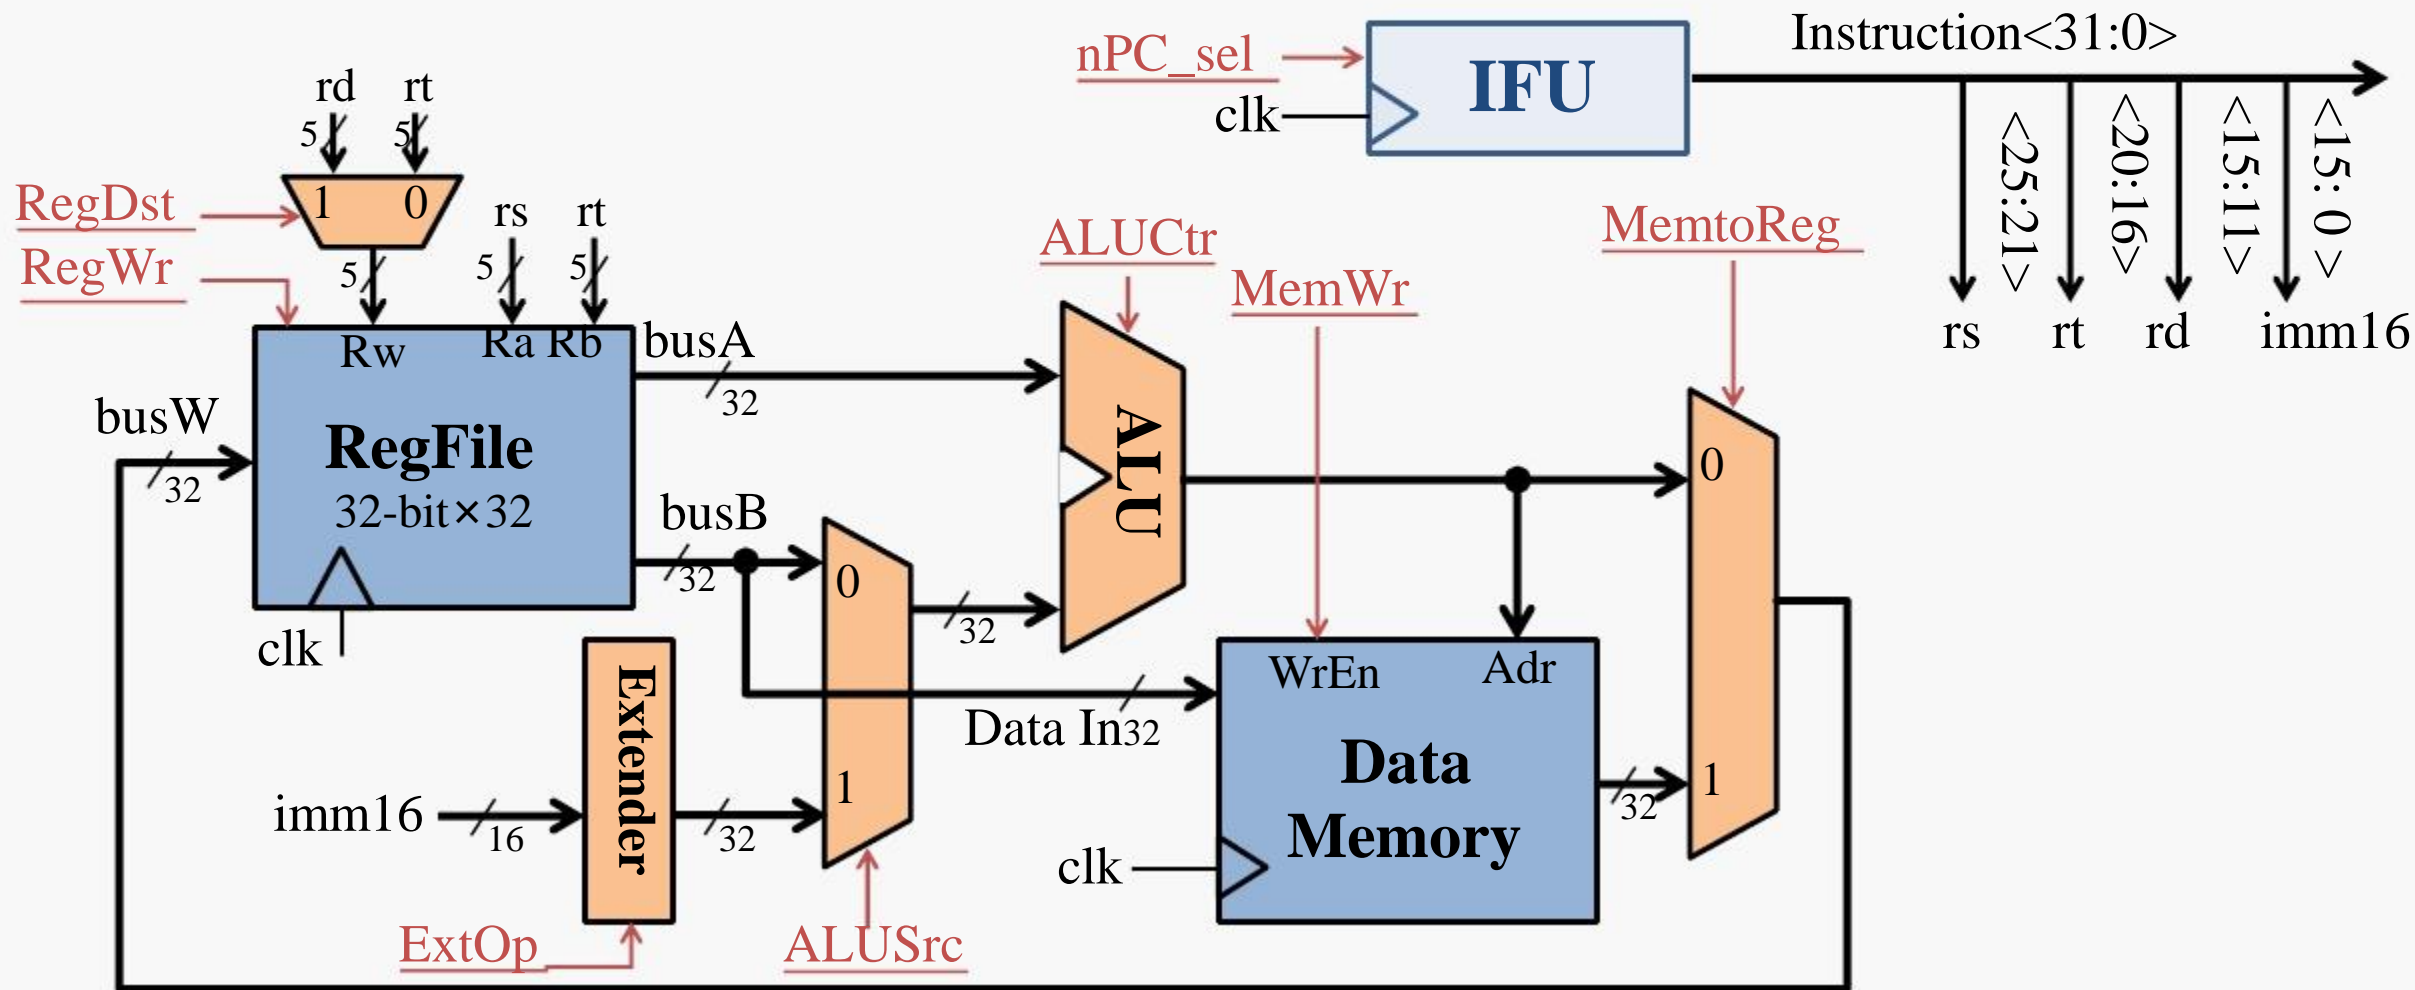 Instruction<31:0>
nPC_sel
IFU
clk
rd
rt
5
5
<25:21>
<20:16>
<15:11>
<15: 0 >
RegDst
1
0
rs
rt
RegWr
5
5
5
ALUCtr
MemtoReg
MemWr
rs
rt
rd
imm16
Rw
Ra
Rb
busA
32
busW
32
RegFile
32-bit×32
ALU
0
busB
32
0
32
clk
Extender
WrEn
Adr
Data In32
Data
Memory
1
1
32
imm16
16
32
clk
ExtOp
ALUSrc